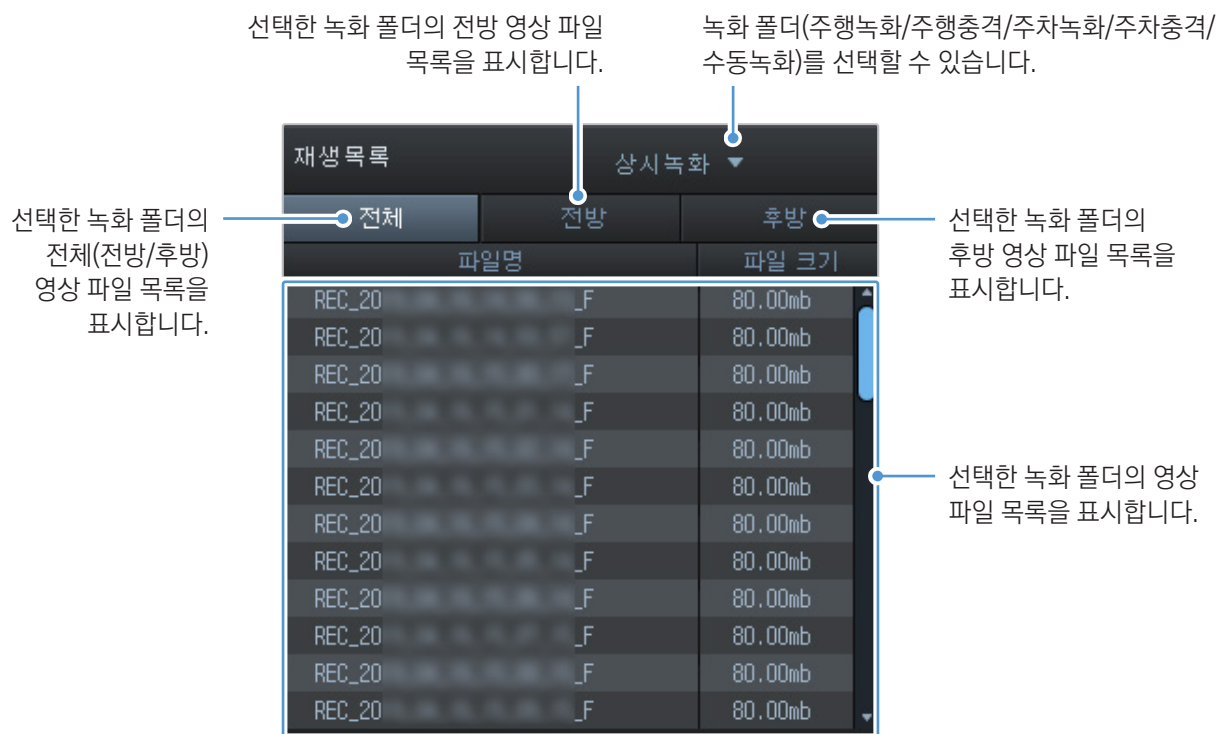 선택한 녹화 폴더의 전방 영상 파일
목록을 표시합니다.
녹화 폴더(주행녹화/주행충격/주차녹화/주차충격/
수동녹화)를 선택할 수 있습니다.
재생목록 상시녹화
선택한 녹화 폴더의
전체(전방/후방)
영상 파일 목록을
표시합니다.
전체 전방 후방
파일명 파일 크기
선택한 녹화 폴더의
후방 영상 파일 목록을
표시합니다.
REC_20 _F 80.00mb
REC_20 _F 80.00mb
REC_20 _F 80.00mb
REC_20 _F 80.00mb
REC_20 _F 80.00mb
REC_20 _F 80.00mb
REC_20 _F 80.00mb
REC_20 _F 80.00mb
REC_20 _F 80.00mb
REC_20 _F 80.00mb
REC_20 _F 80.00mb
REC_20 _F 80.00mb
선택한 녹화 폴더의 영상
파일 목록을 표시합니다.